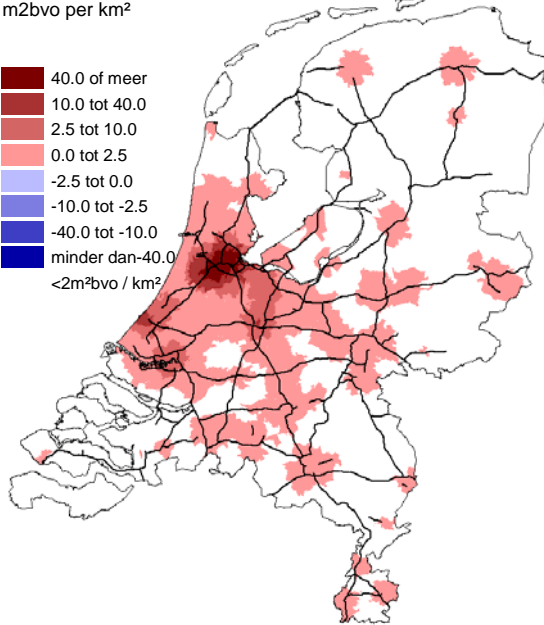 m2bvo per km²
40.0 of meer
10.0 tot 40.0
2.5 tot 10.0
0.0 tot 2.5
-2.5 tot 0.0
-10.0 tot -2.5
-40.0 tot -10.0
minder dan-40.0
<2m²bvo / km²